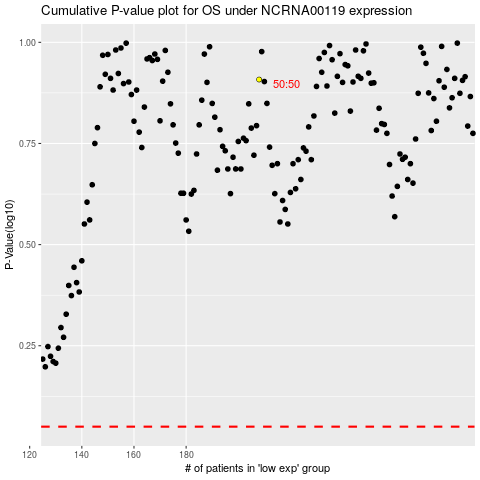 Cumulative P-value plot for OS under NCRNA00119 expression
1.00
50:50
0.75
P-Value(log10)
0.50
0.25
120 140 160 180
# of patients in 'low exp' group